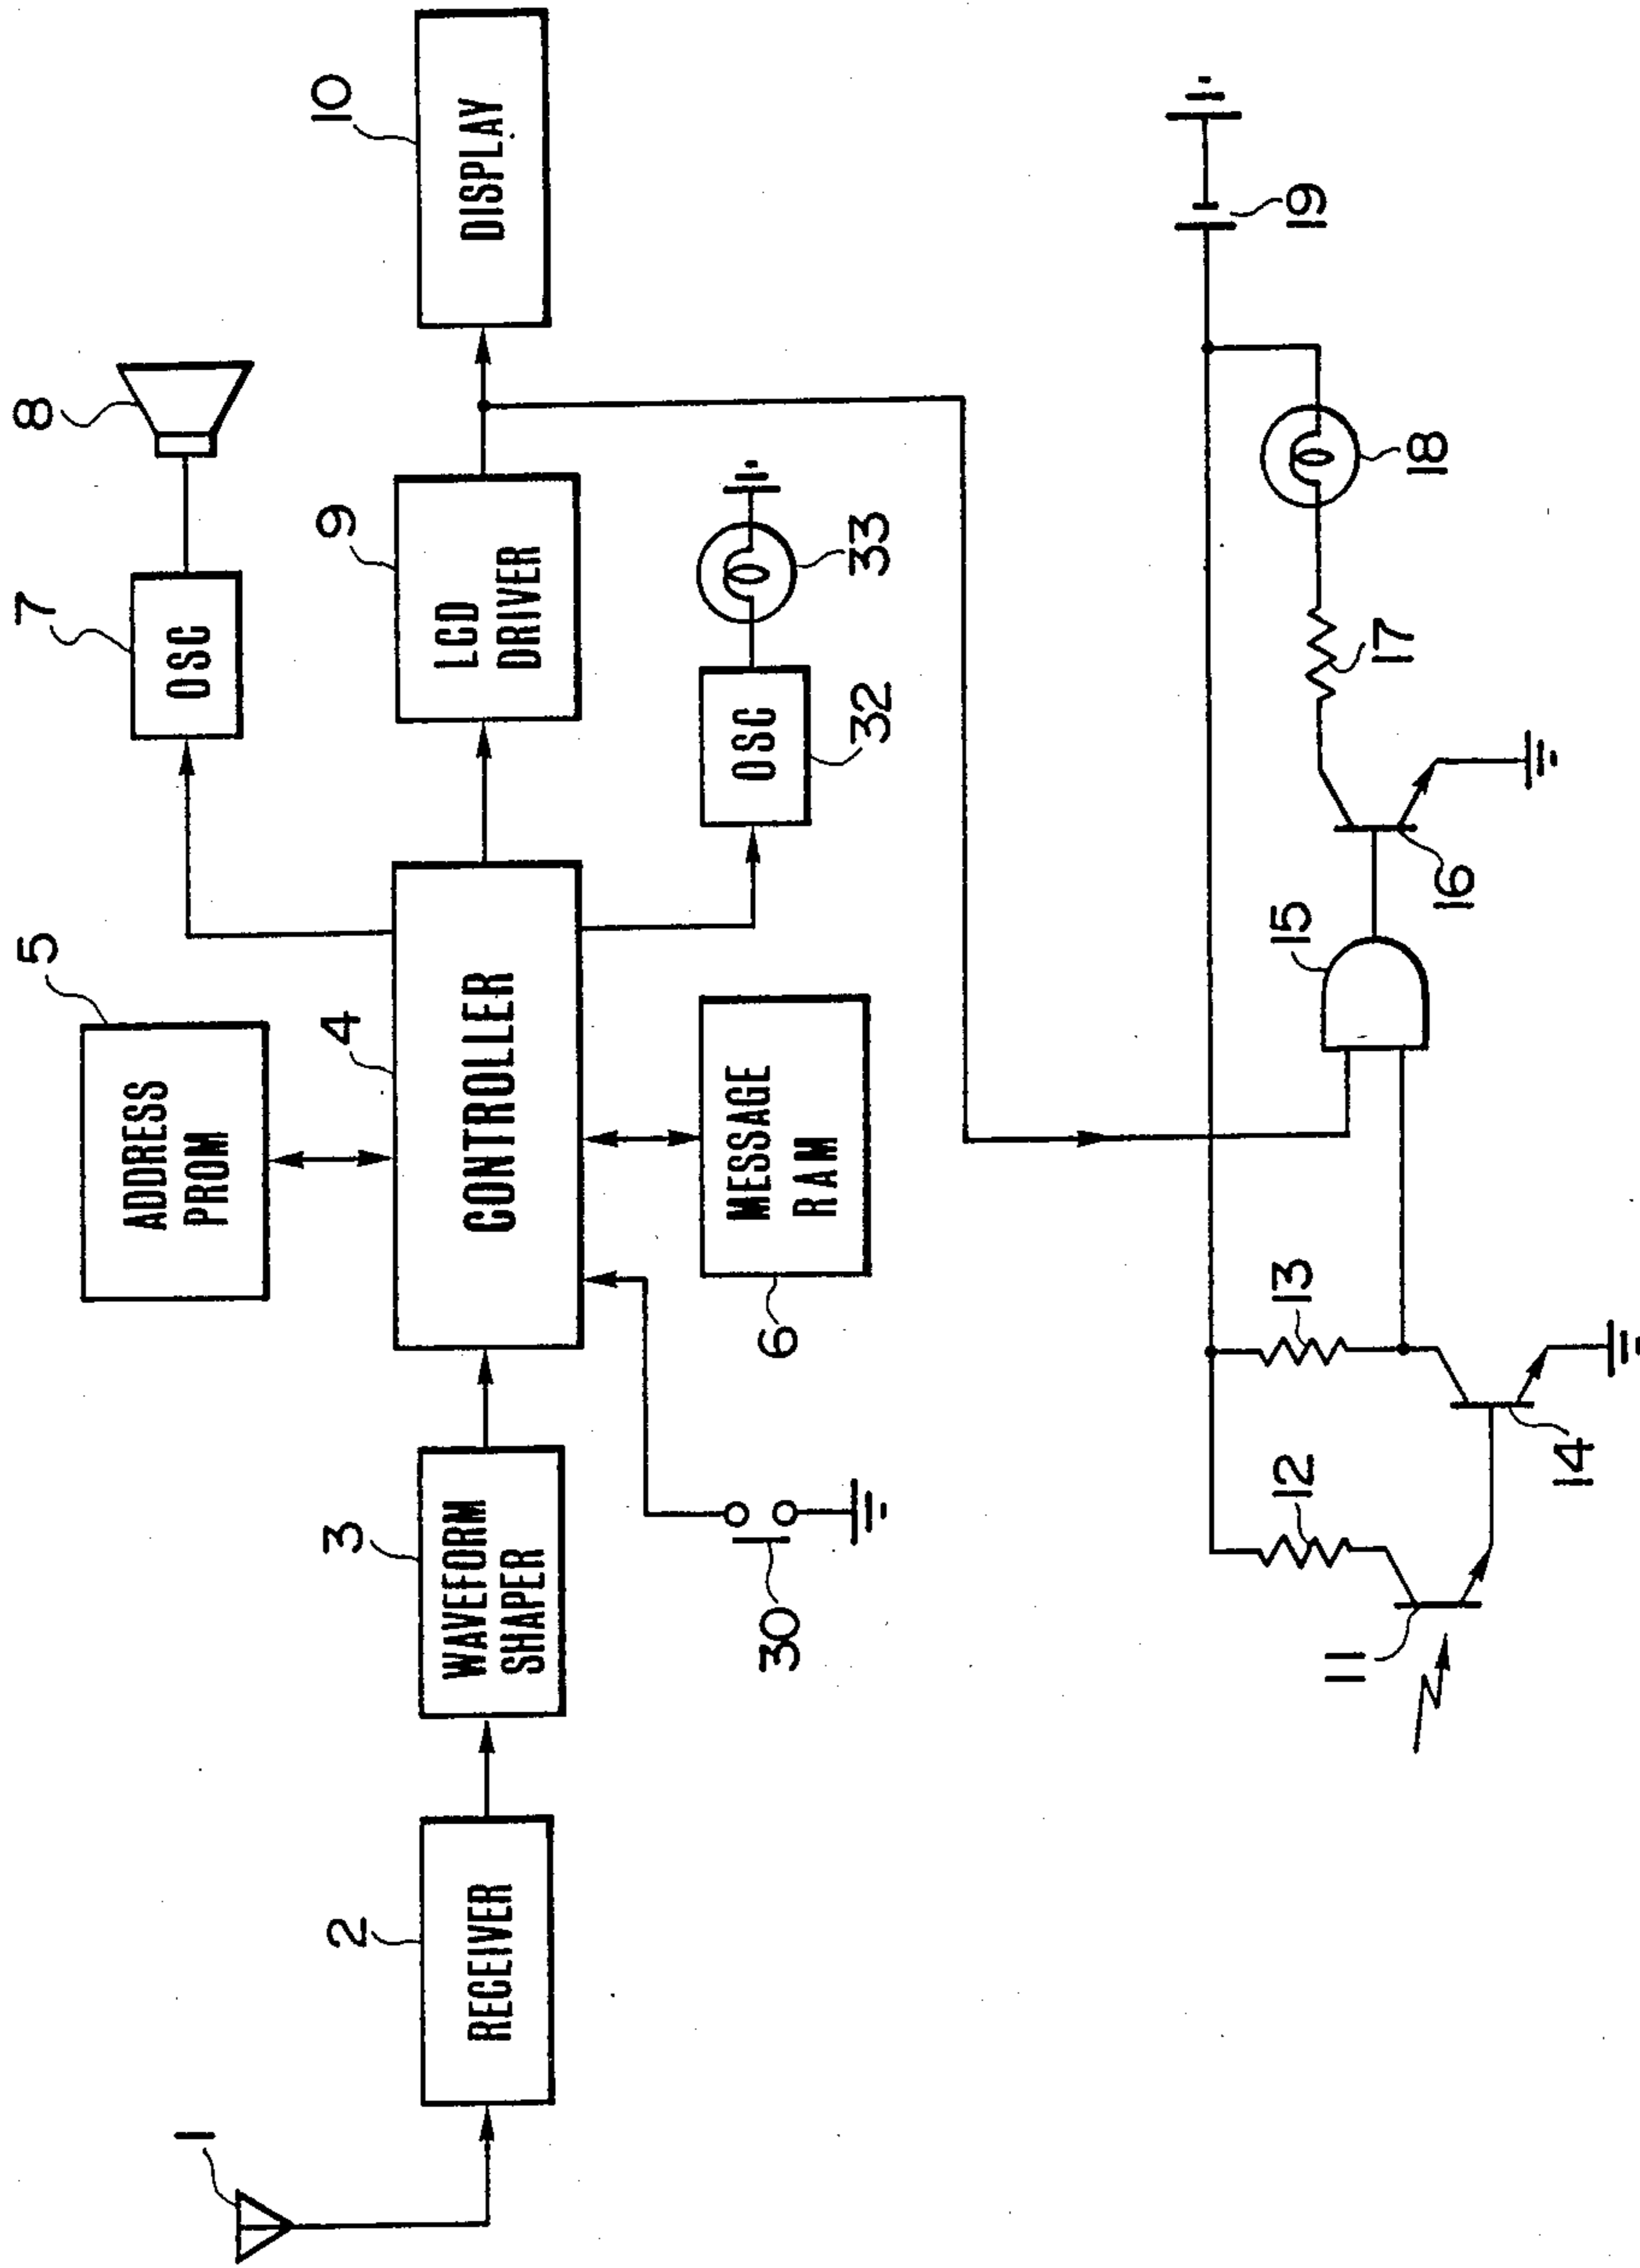 1
2
RECEIVER
3
WAVEFORM
SHAPER
4
CONTROLLER
5
ADDRESS
PROM
6
MESSAGE
RAM
7
OSC
8
9
LCD
DRIVER
10
DISPLAY
30
32
OSC
33
11
12
13
14
15
16
17
18
19